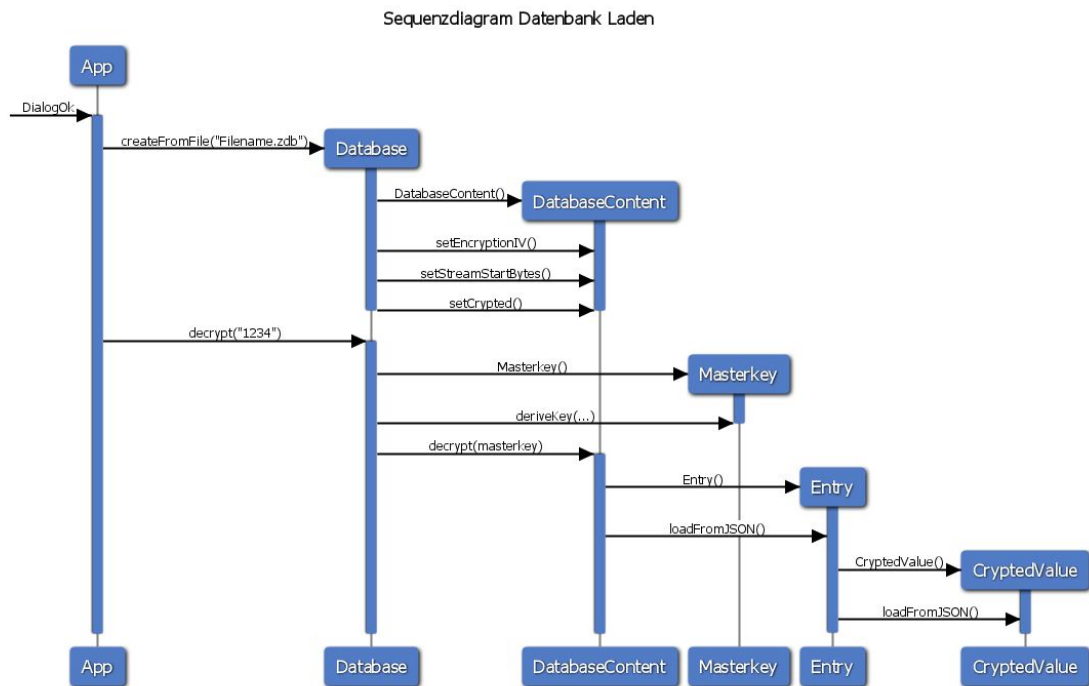 Sequenzdiagram Datenbank Laden
App
DialogOk
createFromFile("Filename.zdb")
Database
DatabaseContent()
DatabaseContent
setEncryptionIV()
setStreamStartBytes()
setCrypted()
decrypt("1234")
Masterkey()
Masterkey
deriveKey(...)
decrypt(masterkey)
Entry()
Entry
loadFromJSON()
CryptedValue()
CryptedValue
loadFromJSON()
App
Database
DatabaseContent
Masterkey
Entry
CryptedValue